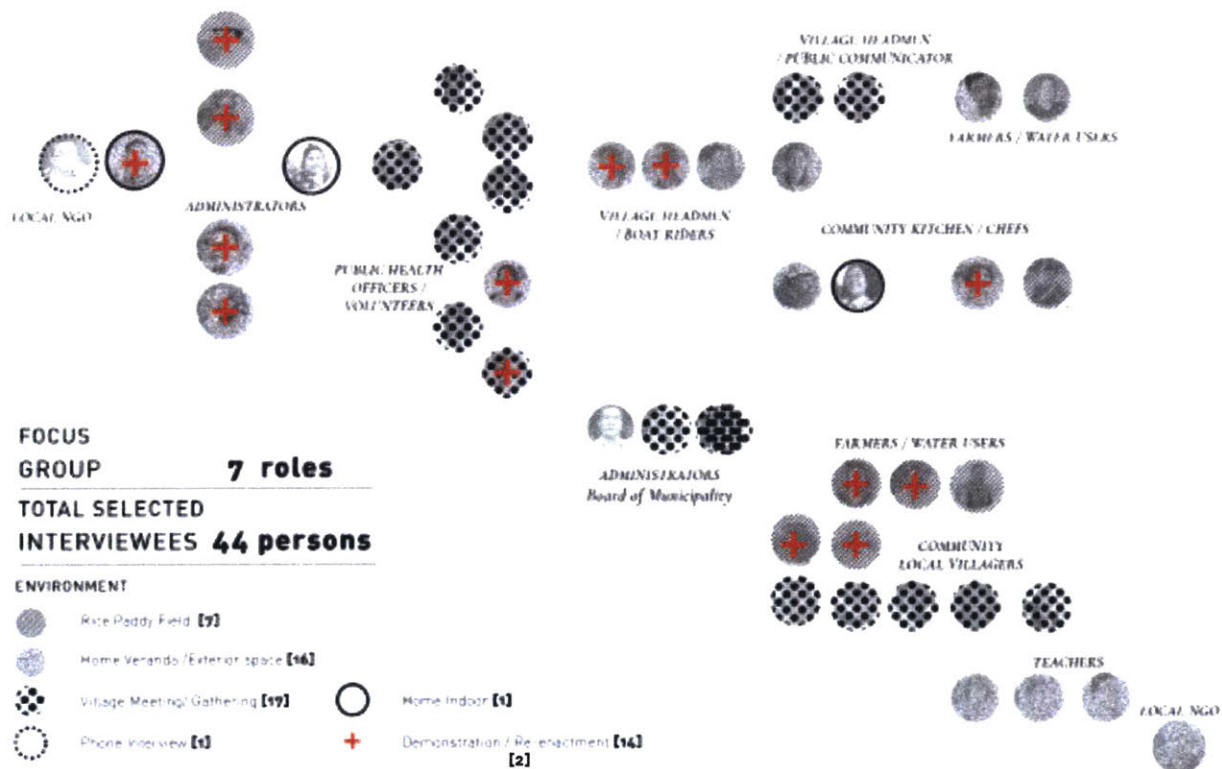 VILLAGE HEADMEN
/ PUBLIC COMMUNICATOR
FARMERS / WATER USERS
LOCAL NGO
ADMINISTRATORS
VILLAGE HEADMEN
/ BOAT RIDERS
COMMUNITY KITCHEN / CHEFS
PUBLIC HEALTH
OFFICERS /
VOLUNTEERS
FOCUS
GROUP 7 roles
TOTAL SELECTED
INTERVIEWEES 44 persons
ADMINISTRATORS
Board of Municipality
FARMERS / WATER USERS
COMMUNITY
LOCAL VILLAGERS
TEACHERS
LOCAL NGO
ENVIRONMENT
Rice Paddy Field [7]
Home Veranda /Exterior space [16]
Village Meeting/ Gathering [17]
Home Indoor [1]
Phone Interview [1]
Demonstration / Re-enactment [14]
[2]